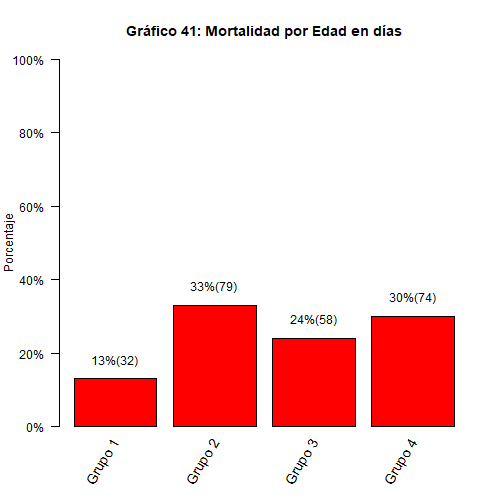 Gráfico 41: Mortalidad por Edad en días
100%
80%
60%
40%
20%
0%
Porcentaje
13%(32)
33%(79)
24%(58)
30%(74)
Grupo 1
Grupo 2
Grupo 3
Grupo 4